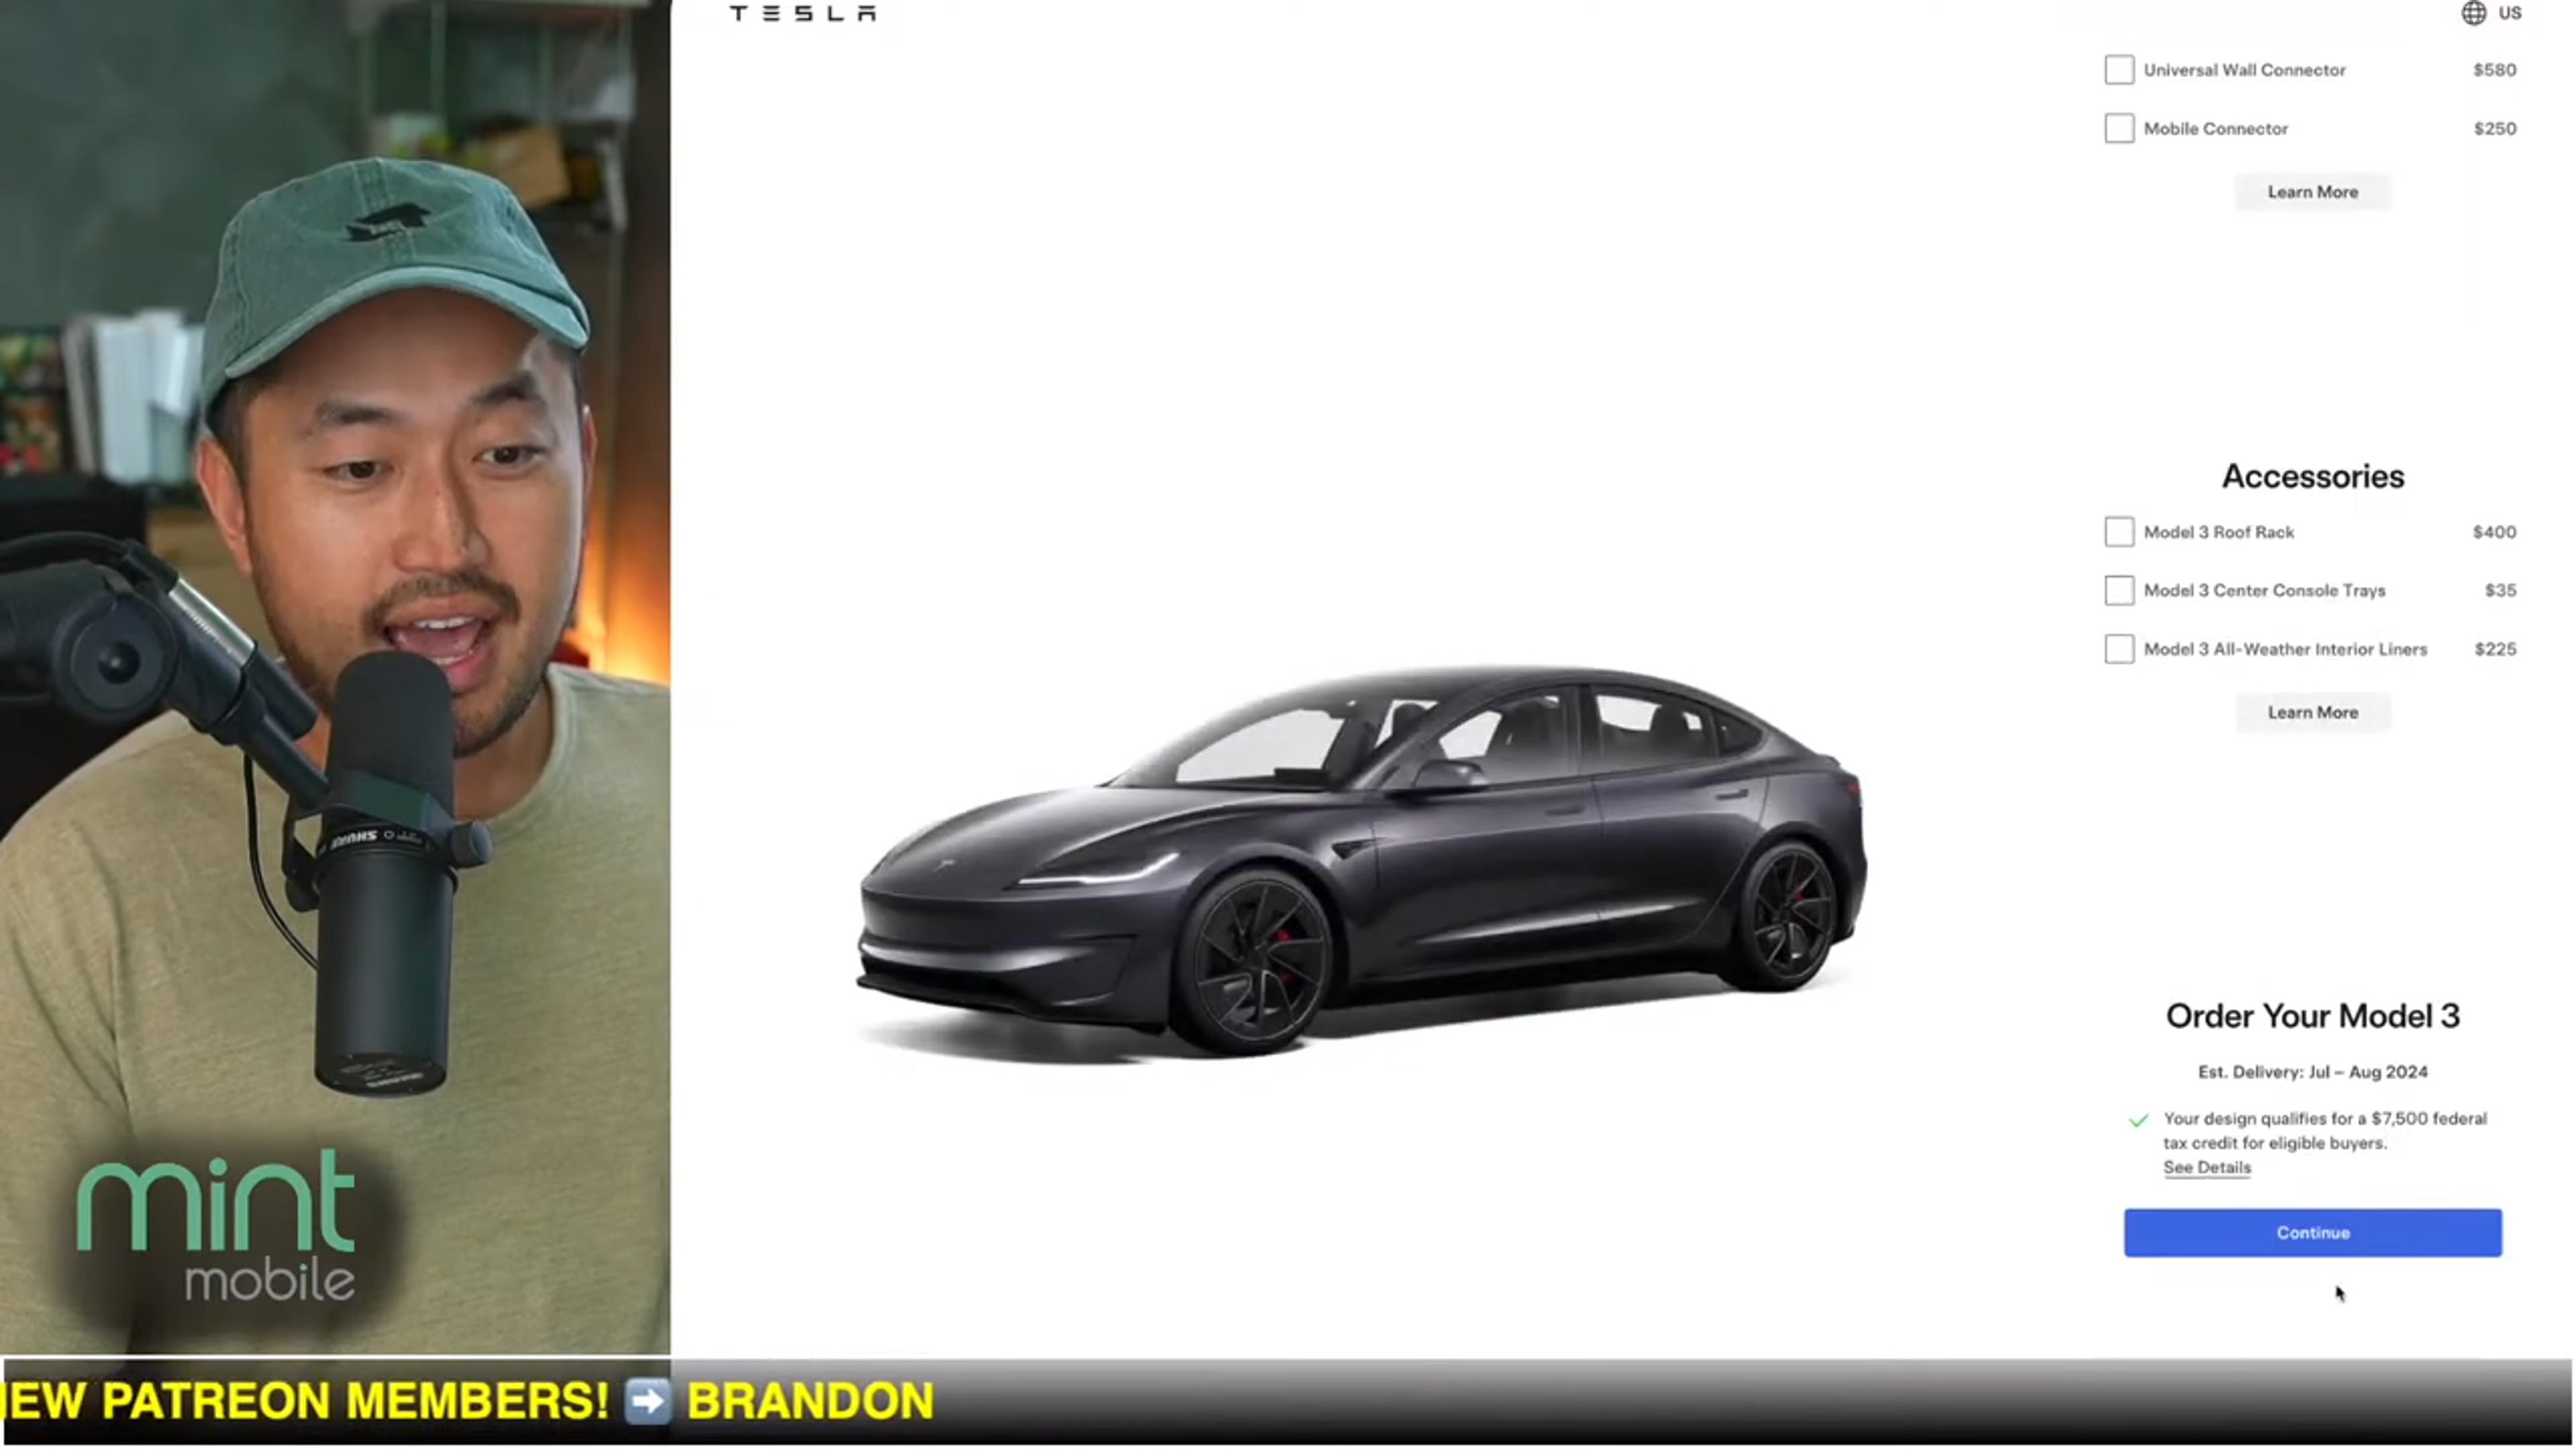 TESLA
US
Universal Wall Connector $580
Mobile Connector $250
Learn More
Accessories
Model 3 Roof Rack $400
Model 3 Center Console Trays $35
Model 3 All-Weather Interior Liners $225
Learn More
Order Your Model 3
Est. Delivery: Jul – Aug 2024
Your design qualifies for a $7,500 federal
tax credit for eligible buyers.
See Details
Continue
SHURE
mint
mobile
NEW PATREON MEMBERS! ➡️ BRANDON